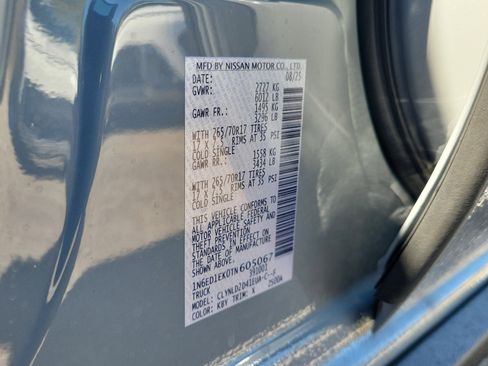 MFD BY NISSAN MOTOR CO., LTD.
DATE: 08/25
GVWR: 2727 KG
6012 LB
GAWR FR.: 1495 KG
3296 LB
WITH 265/70R17 TIRES
17 X 7.5 RIMS AT 35 PSI
COLD SINGLE
GAWR RR.: 1558 KG
3434 LB
WITH 265/70R17 TIRES
17 X 7.5 RIMS AT 35 PSI
COLD SINGLE
THIS VEHICLE CONFORMS TO
ALL APPLICABLE FEDERAL
MOTOR VEHICLE SAFETY AND
THEFT PREVENTION STANDARDS
IN EFFECT ON THE DATE OF
MANUFACTURE SHOWN ABOVE.
1N6ED1EK0TN605067
TRUCK
MODEL:
COLOR: KBY TRIM: X